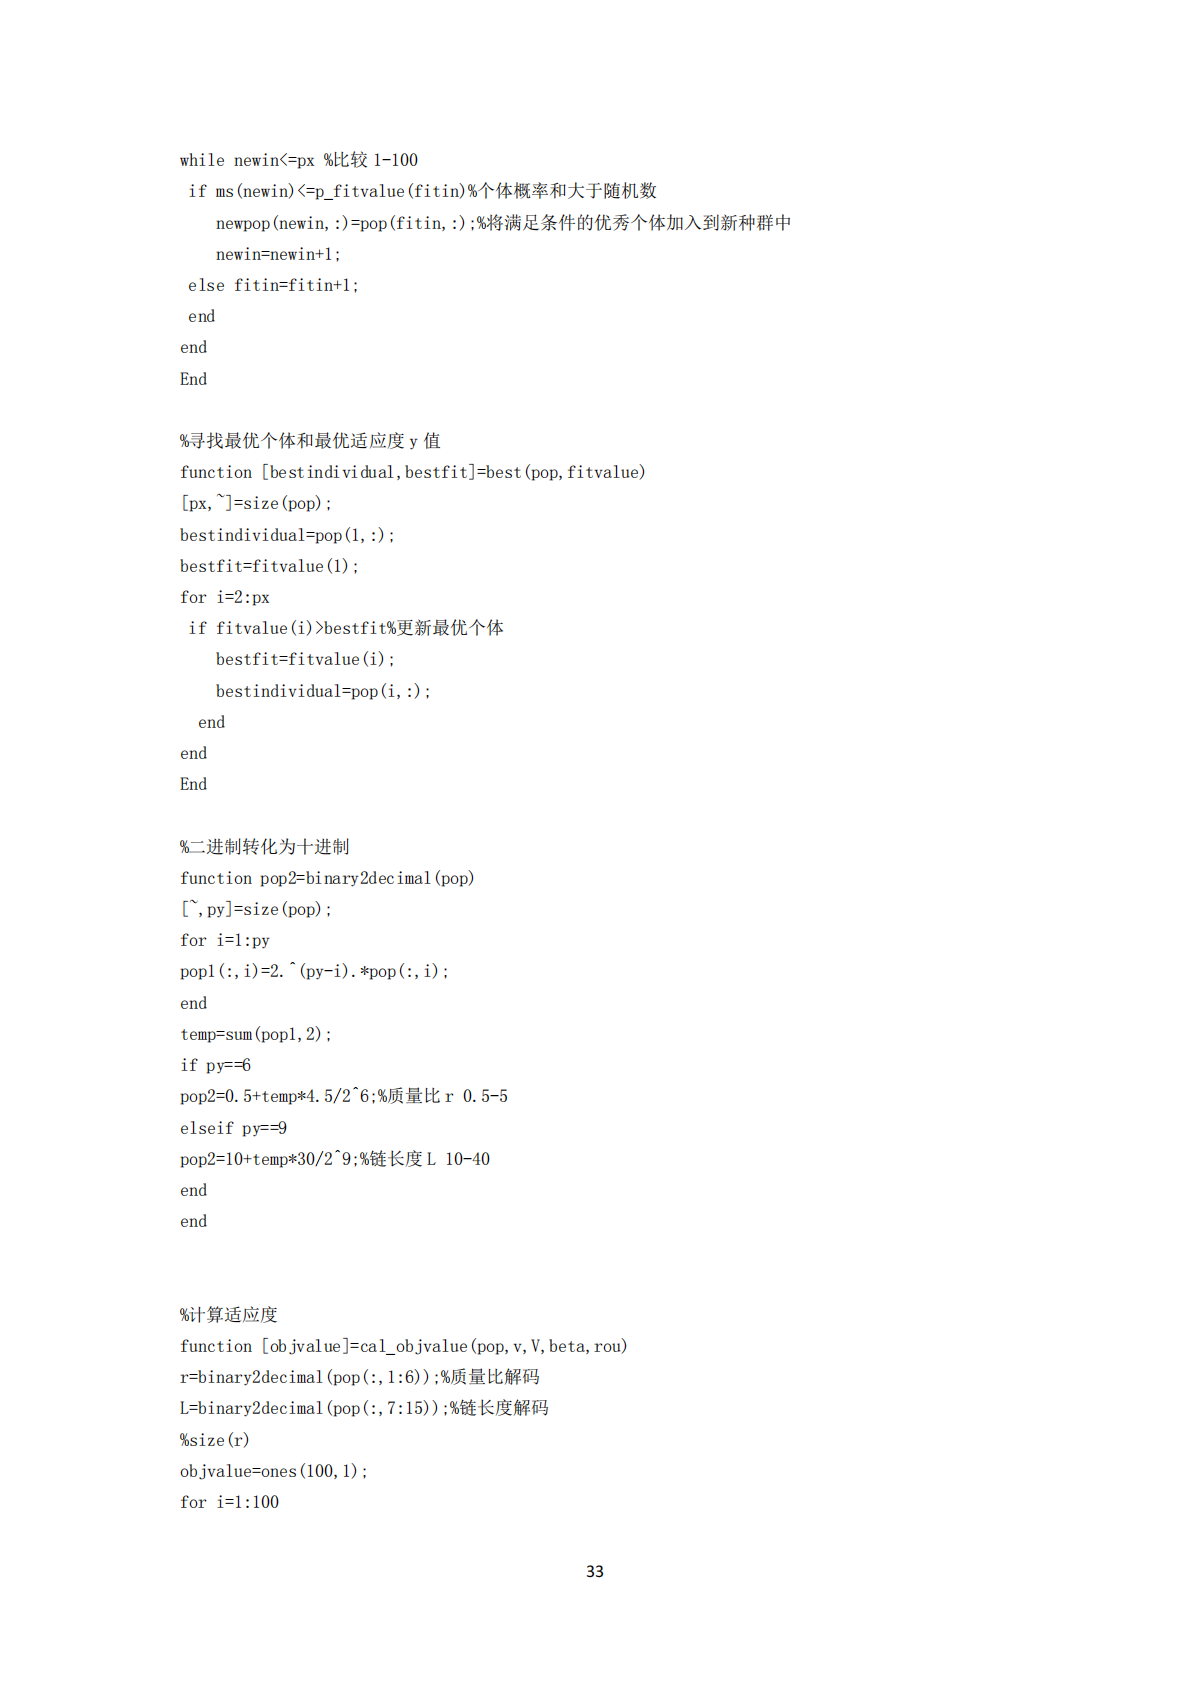 while newin<=px %比较 1-100
if ms(newin)<=p_fitvalue(fitin)%个体概率和大于随机数
newpop(newin,:)=pop(fitin,:);%将满足条件的优秀个体加入到新种群中
newin=newin+1;
else fitin=fitin+1;
end
end
End
%寻找最优个体和最优适应度 y 值
function [bestindividual,bestfit]=best(pop,fitvalue)
[px,~]=size(pop);
bestindividual=pop(1,:);
bestfit=fitvalue(1);
for i=2:px
if fitvalue(i)>bestfit%更新最优个体
bestfit=fitvalue(i);
bestindividual=pop(i,:);
end
end
End
%二进制转化为十进制
function pop2=binary2decimal(pop)
[~,py]=size(pop);
for i=1:py
pop1(:,i)=2.^(py-i).*pop(:,i);
end
temp=sum(pop1,2);
if py==6
pop2=0.5+temp*4.5/2^6;%质量比 r 0.5-5
elseif py==9
pop2=10+temp*30/2^9;%链长度 L 10-40
end
end
%计算适应度
function [objvalue]=cal_objvalue(pop,v,V,beta,rou)
r=binary2decimal(pop(:,1:6));%质量比解码
L=binary2decimal(pop(:,7:15));%链长度解码
%size(r)
objvalue=ones(100,1);
for i=1:100
33